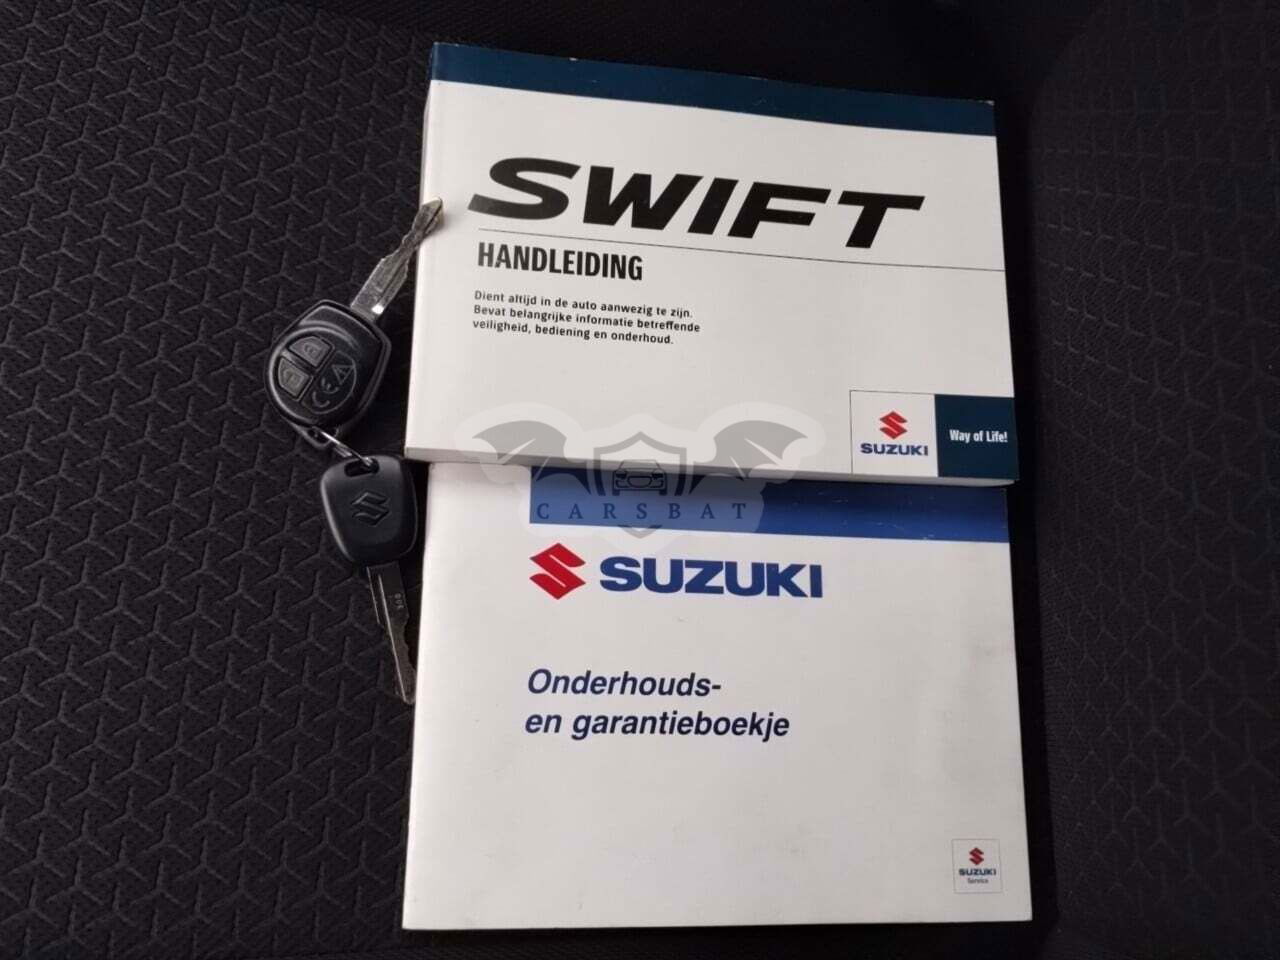 SWIFT
HANDLEIDING
Dient altijd in de auto aanwezig te zijn.
Bevat belangrijke informatie betreffende
veiligheid, bediening en onderhoud.
SUZUKI
Way of Life!
CARSBAT
SUZUKI
Onderhouds-
en garantieboekje
SUZUKI
Service